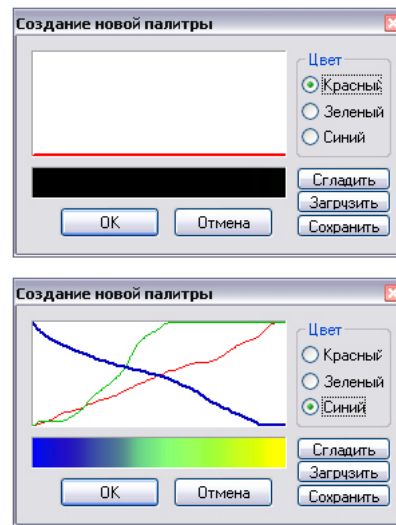 Создание новой палитры
Цвет
Красный
Зеленый
Синий
Сгладить
Загрузить
Сохранить
OK
Отмена
Создание новой палитры
Цвет
Красный
Зеленый
Синий
Сгладить
Загрузить
Сохранить
OK
Отмена